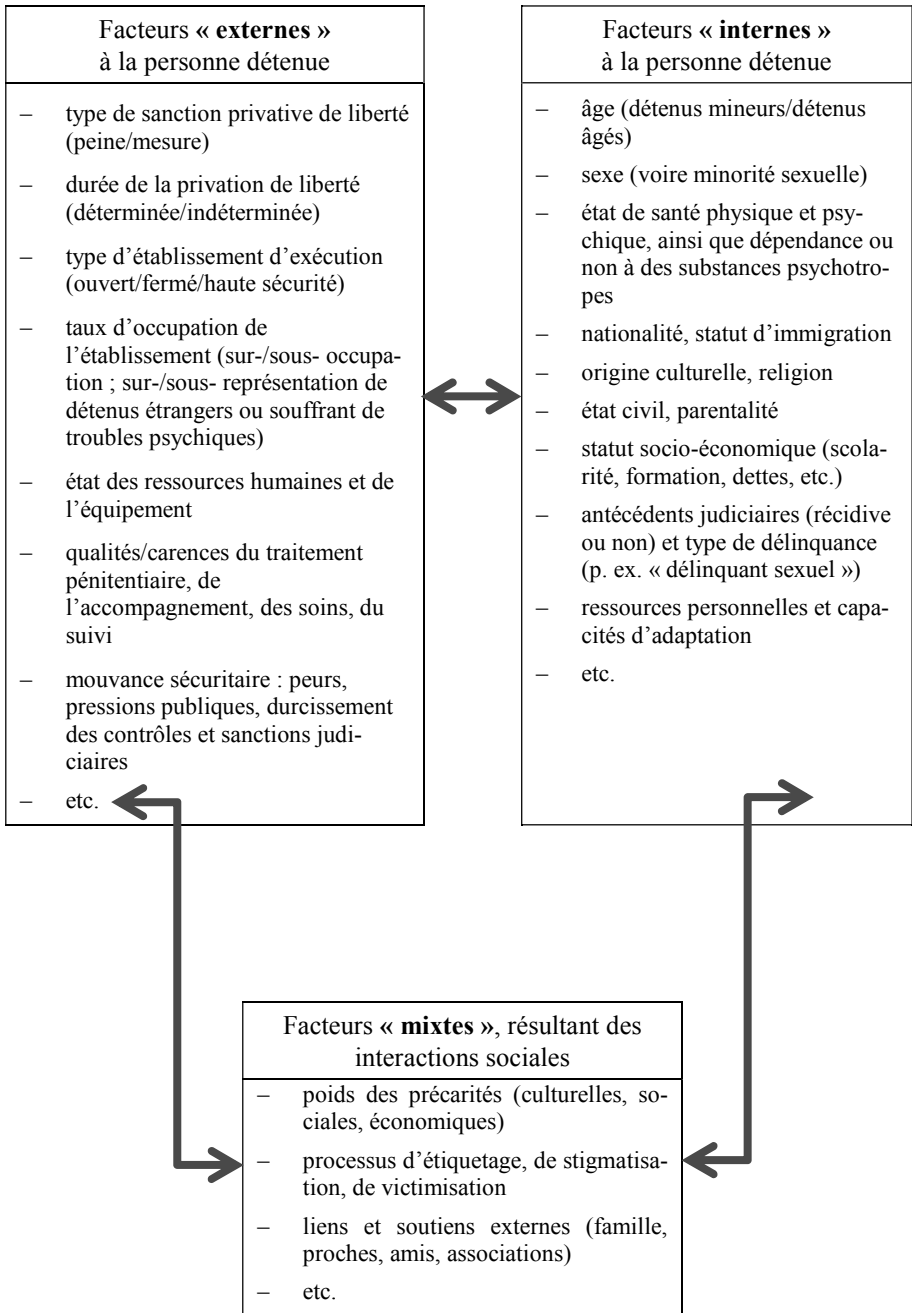 Facteurs « externes »
à la personne détenue
– type de sanction privative de liberté
(peine/mesure)
– durée de la privation de liberté
(déterminée/indéterminée)
– type d’établissement d’exécution
(ouvert/fermé/haute sécurité)
– taux d’occupation de
l’établissement (sur-/sous- occupa-
tion ; sur-/sous- représentation de
détenus étrangers ou souffrant de
troubles psychiques)
– état des ressources humaines et de
l’équipement
– qualités/carences du traitement
pénitentiaire, de
l’accompagnement, des soins, du
suivi
– mouvance sécuritaire : peurs,
pressions publiques, durcissement
des contrôles et sanctions judi-
ciaires
– etc.
Facteurs « internes »
à la personne détenue
– âge (détenus mineurs/détenus
âgés)
– sexe (voire minorité sexuelle)
– état de santé physique et psy-
chique, ainsi que dépendance ou
non à des substances psychotro-
pes
– nationalité, statut d’immigration
– origine culturelle, religion
– état civil, parentalité
– statut socio-économique (scola-
rité, formation, dettes, etc.)
– antécédents judiciaires (récidive
ou non) et type de délinquance
(p. ex. « délinquant sexuel »)
– ressources personnelles et capa-
cités d’adaptation
– etc.
Facteurs « mixtes », résultant des
interactions sociales
– poids des précarités (culturelles, so-
ciales, économiques)
– processus d’étiquetage, de stigmatisa-
tion, de victimisation
– liens et soutiens externes (famille,
proches, amis, associations)
– etc.